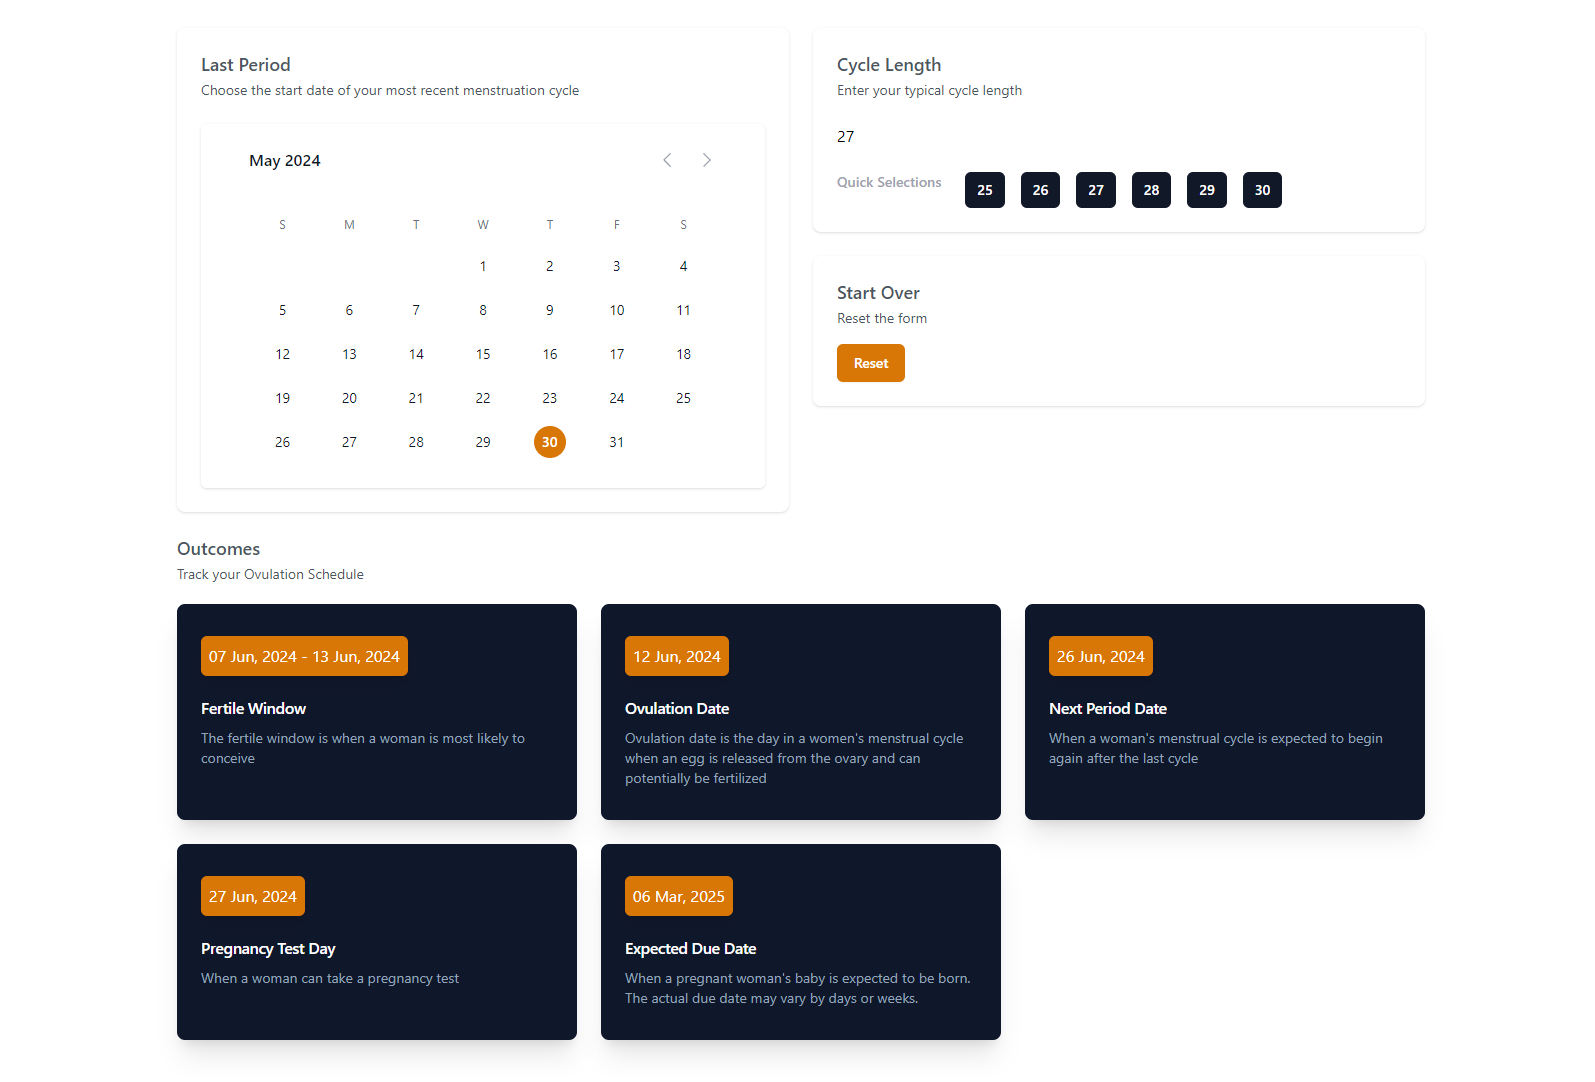 Last Period
Choose the start date of your most recent menstruation cycle
May 2024
S M T W T F S
1 2 3 4
5 6 7 8 9 10 11
12 13 14 15 16 17 18
19 20 21 22 23 24 25
26 27 28 29 30 31
Cycle Length
Enter your typical cycle length
27
Quick Selections 25 26 27 28 29 30
Start Over
Reset the form
Reset
Outcomes
Track your Ovulation Schedule
07 Jun, 2024 - 13 Jun, 2024
Fertile Window
The fertile window is when a woman is most likely to
conceive
12 Jun, 2024
Ovulation Date
Ovulation date is the day in a women's menstrual cycle
when an egg is released from the ovary and can
potentially be fertilized
26 Jun, 2024
Next Period Date
When a woman's menstrual cycle is expected to begin
again after the last cycle
27 Jun, 2024
Pregnancy Test Day
When a woman can take a pregnancy test
06 Mar, 2025
Expected Due Date
When a pregnant woman's baby is expected to be born.
The actual due date may vary by days or weeks.